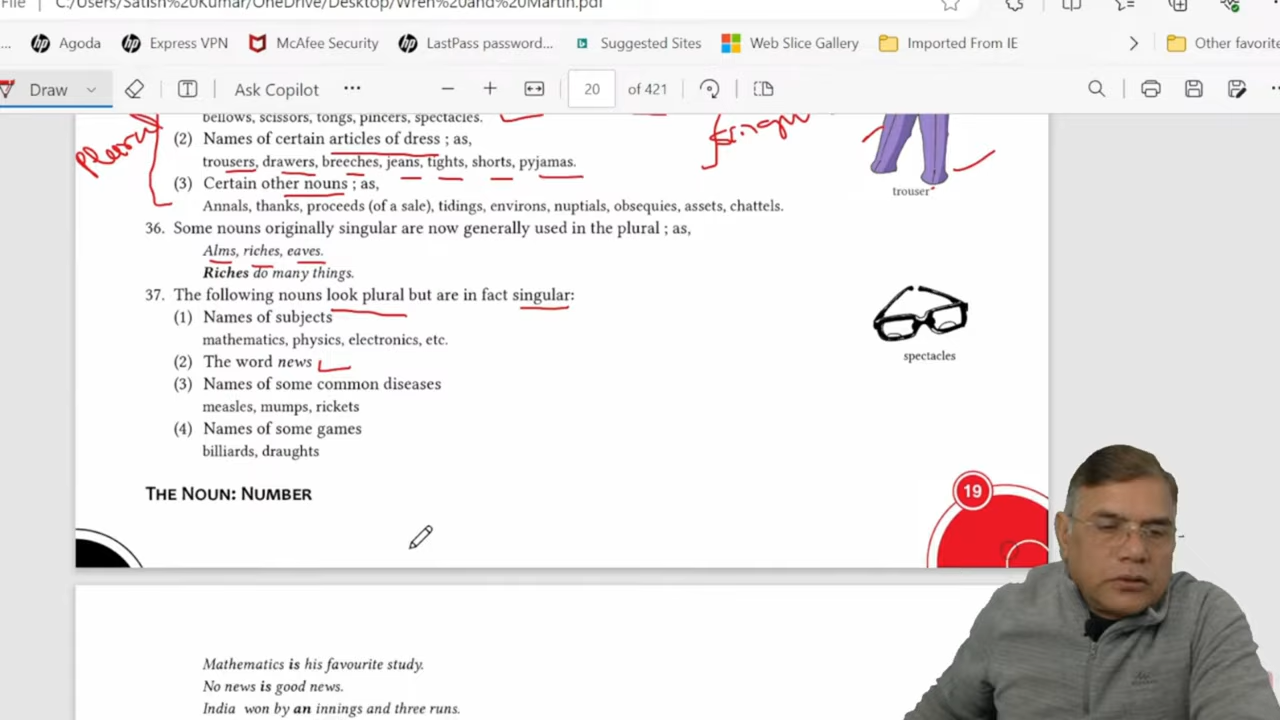 File | C:/Users/Satish%20Kumar/OneDrive/Desktop/Wren%20and%20Martin.pdf
Agoda Express VPN McAfee Security LastPass password... Suggested Sites Web Slice Gallery Imported From IE Other favorite
Draw Ask Copilot 20 of 421
bellows, scissors, tongs, pincers, spectacles.
(2) Names of certain articles of dress ; as,
trousers, drawers, breeches, jeans, tights, shorts, pyjamas.
(3) Certain other nouns ; as,
trouser
Annals, thanks, proceeds (of a sale), tidings, environs, nuptials, obsequies, assets, chattels.
36. Some nouns originally singular are now generally used in the plural ; as,
Alms, riches, eaves.
Riches do many things.
37. The following nouns look plural but are in fact singular:
(1) Names of subjects
mathematics, physics, electronics, etc.
spectacles
(2) The word news
(3) Names of some common diseases
measles, mumps, rickets
(4) Names of some games
billiards, draughts
THE NOUN: NUMBER
19
Mathematics is his favourite study.
No news is good news.
India won by an innings and three runs.